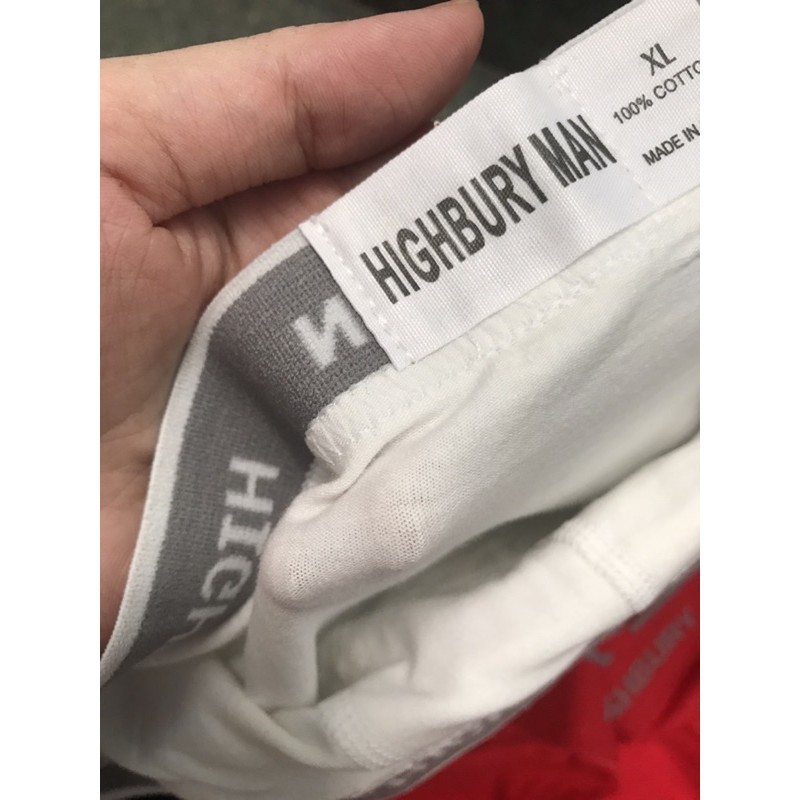 HIGHBURY MAN
XL
100% COTTO
MADE IN
N
HIGH